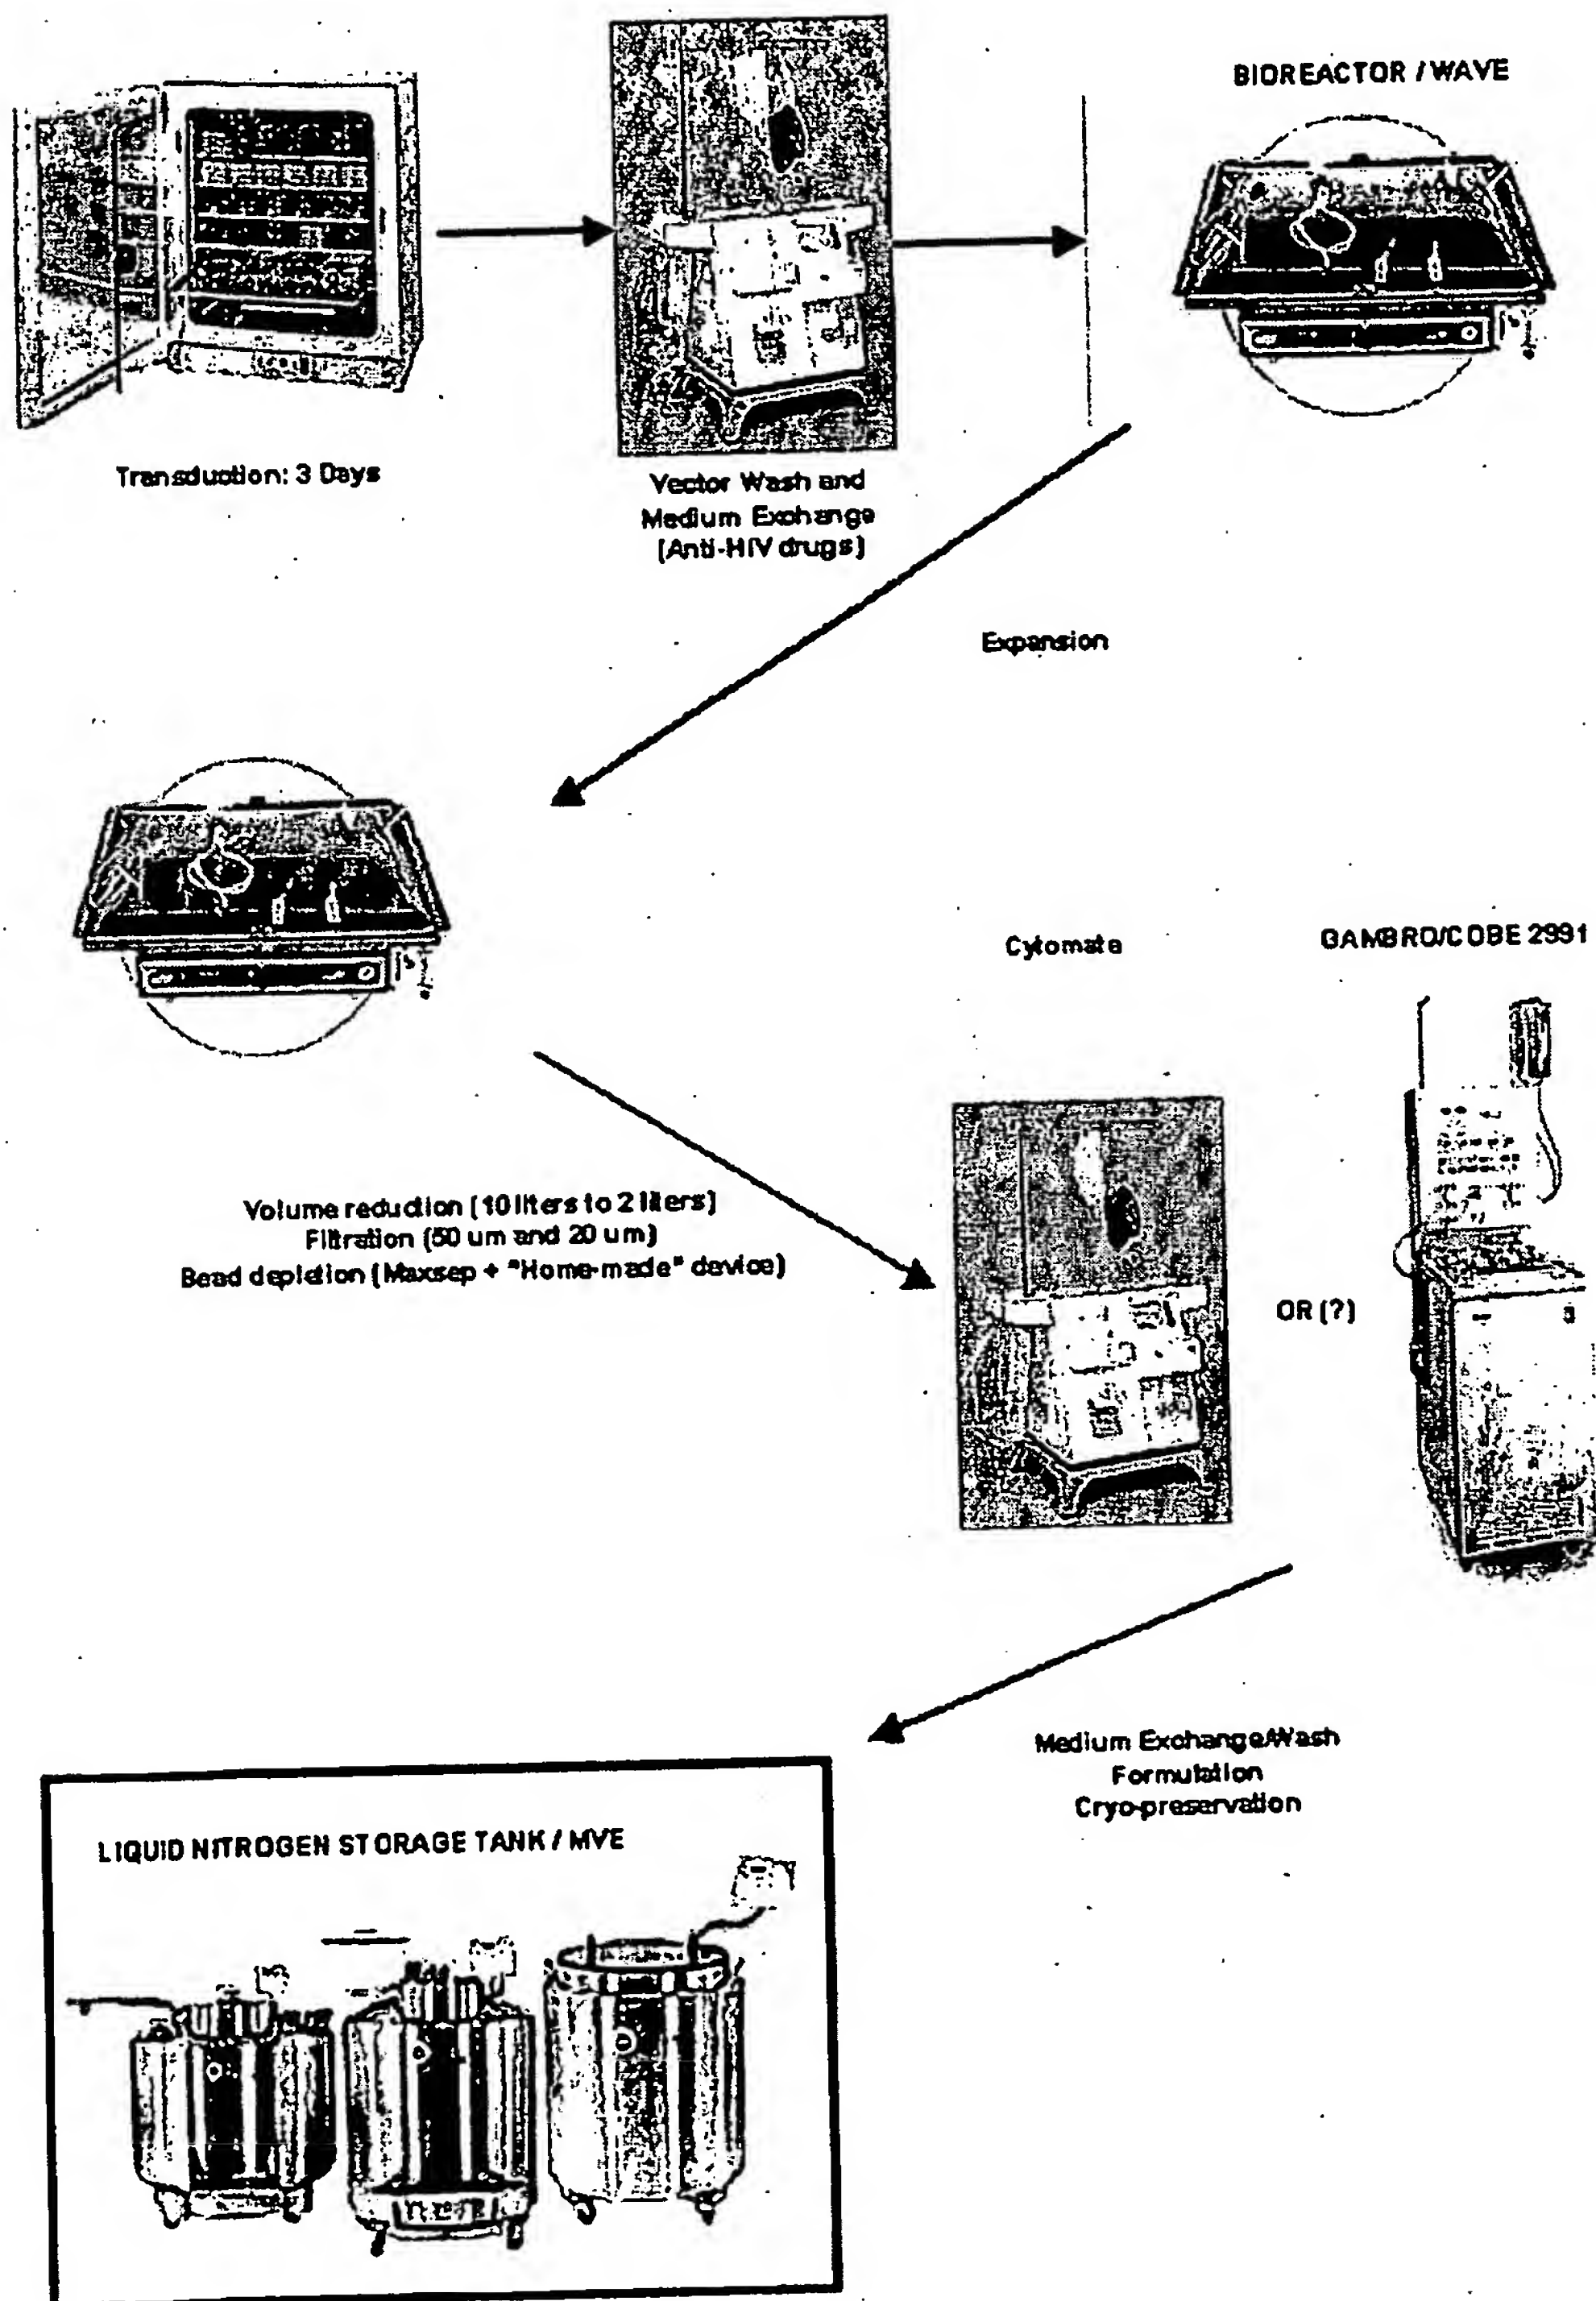 BIOREACTOR / WAVE
Transduction: 3 Days
Vector Wash and
Medium Exchange
(Anti-HIV drugs)
Expansion
Cytomate
GAMBRO/COBE 2991
Volume reduction (10 liters to 2 liters)
Filtration (50 um and 20 um)
Bead depletion (Maxsep + "Home-made" device)
OR (?)
Medium Exchange/Wash
Formulation
Cryo-preservation
LIQUID NITROGEN STORAGE TANK / MVE